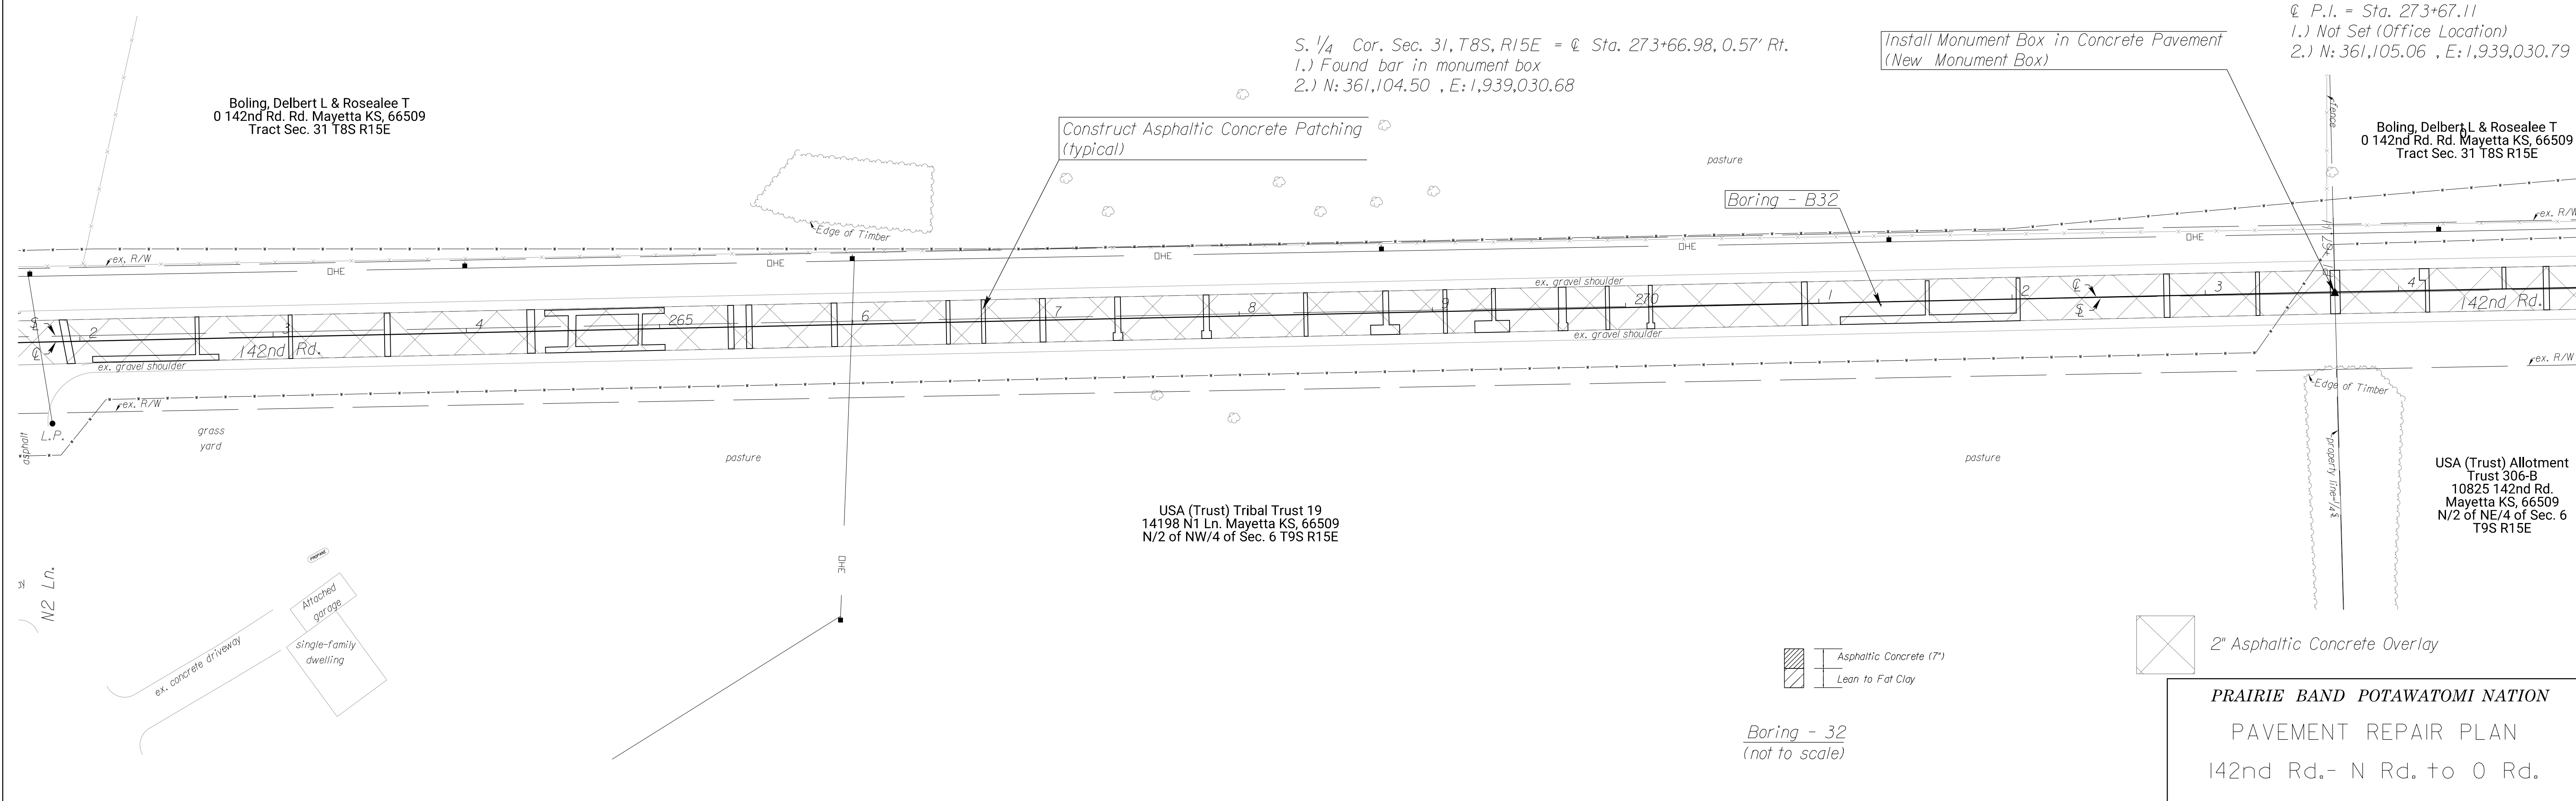 ℄ P.I. = Sta. 273+67.11
1.) Not Set (Office Location)
2.) N: 361,105.06 , E: 1,939,030.79
S. 1/4 Cor. Sec. 31, T8S, R15E = ℄ Sta. 273+66.98, 0.57' Rt.
1.) Found bar in monument box
2.) N: 361,104.50 , E: 1,939,030.68
Install Monument Box in Concrete Pavement
(New Monument Box)
Boling, Delbert L & Rosealee T
0 142nd Rd. Rd. Mayetta KS, 66509
Tract Sec. 31 T8S R15E
Construct Asphaltic Concrete Patching
(typical)
pasture
fence
Boling, Delbert L & Rosealee T
0 142nd Rd. Rd. Mayetta KS, 66509
Tract Sec. 31 T8S R15E
Boring - B32
Edge of Timber
ex. R/W
OHE
OHE
OHE
OHE
OHE
ex. R/W
ex. gravel shoulder
℄
2
3
4
265
6
7
8
9
270
1
2
3
4
℄
142nd Rd.
142nd Rd.
ex. gravel shoulder
ex. gravel shoulder
ex. R/W
ex. R/W
L.P.
asphalt
grass
yard
pasture
pasture
Edge of Timber
property line-1/4
OHE
USA (Trust) Tribal Trust 19
14198 N1 Ln. Mayetta KS, 66509
N/2 of NW/4 of Sec. 6 T9S R15E
USA (Trust) Allotment
Trust 306-B
10825 142nd Rd.
Mayetta KS, 66509
N/2 of NE/4 of Sec. 6
T9S R15E
N2 Ln.
PROPANE
Attached
garage
single-family
dwelling
ex. concrete driveway
Asphaltic Concrete (7")
Lean to Fat Clay
Boring - 32
(not to scale)
2" Asphaltic Concrete Overlay
PRAIRIE BAND POTAWATOMI NATION
PAVEMENT REPAIR PLAN
142nd Rd.- N Rd. to O Rd.